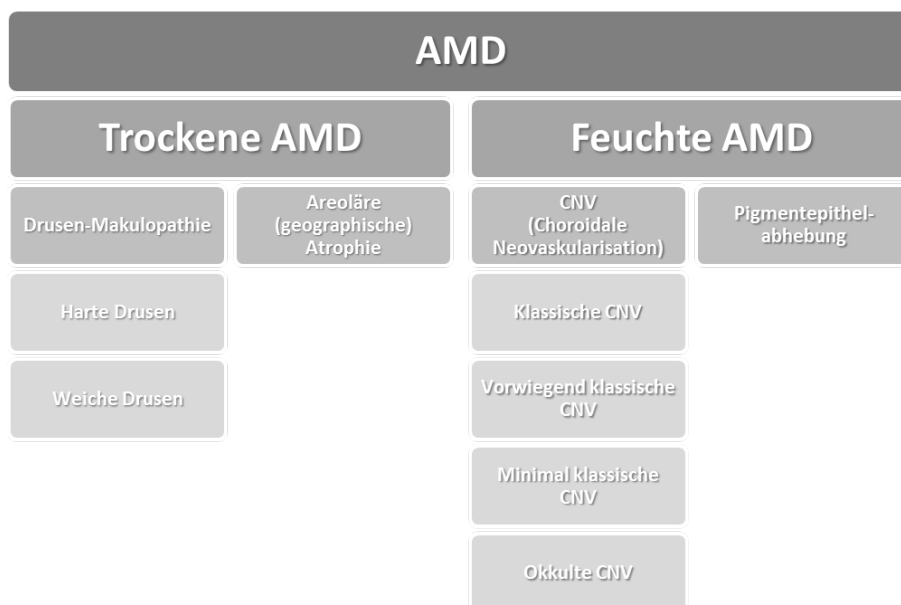 AMD
Trockene AMD
Feuchte AMD
Drusen-Makulopathie
Areoläre
(geographische)
Atrophie
CNV
(Choroidale
Neovaskularisation)
Pigmentepithel-
abhebung
Harte Drusen
Klassische CNV
Weiche Drusen
Vorwiegend klassische
CNV
Minimal klassische
CNV
Okkulte CNV